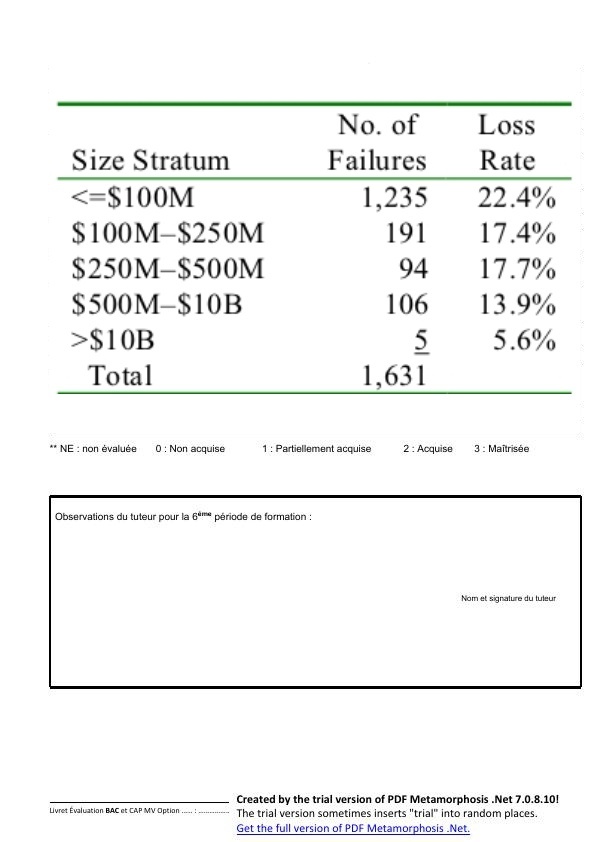 No. of Loss
Size Stratum Failures Rate
<=$100M 1,235 22.4%
$100M–$250M 191 17.4%
$250M–$500M 94 17.7%
$500M–$10B 106 13.9%
>$10B 5 5.6%
Total 1,631
** NE : non évaluée 0 : Non acquise 1 : Partiellement acquise 2 : Acquise 3 : Maîtrisée
Observations du tuteur pour la 6ème période de formation :
Nom et signature du tuteur
Livret Évaluation BAC et CAP MV Option ..... : ...............
Created by the trial version of PDF Metamorphosis .Net 7.0.8.10!
The trial version sometimes inserts "trial" into random places.
Get the full version of PDF Metamorphosis .Net.